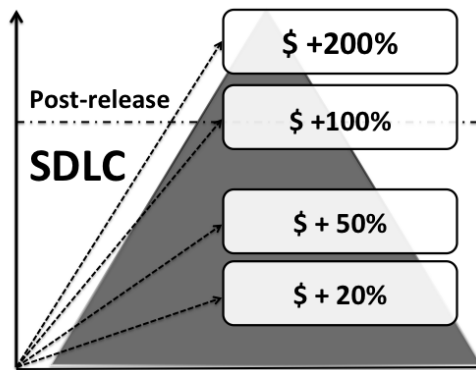 $ +200%
Post-release
$ +100%
SDLC
$ + 50%
$ + 20%